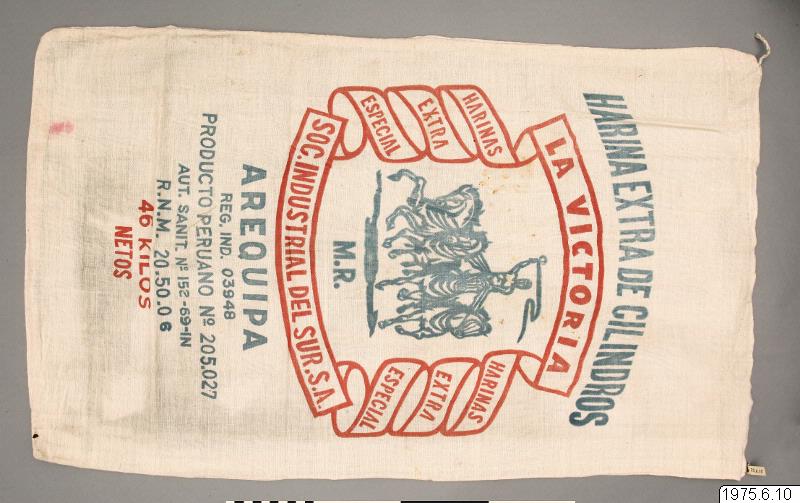 HARINA EXTRA DE CILINDROS
LA VICTORIA
HARINAS
EXTRA
ESPECIAL
HARINAS
EXTRA
ESPECIAL
M.R.
SOC. INDUSTRIAL DEL SUR. S.A.
AREQUIPA
REG. IND. 03948
PRODUCTO PERUANO Nº 205.027
AUT. SANIT. Nº 152-69-IN
R.N.M. 20.50.06
46 KILOS
NETOS
1975.6.10